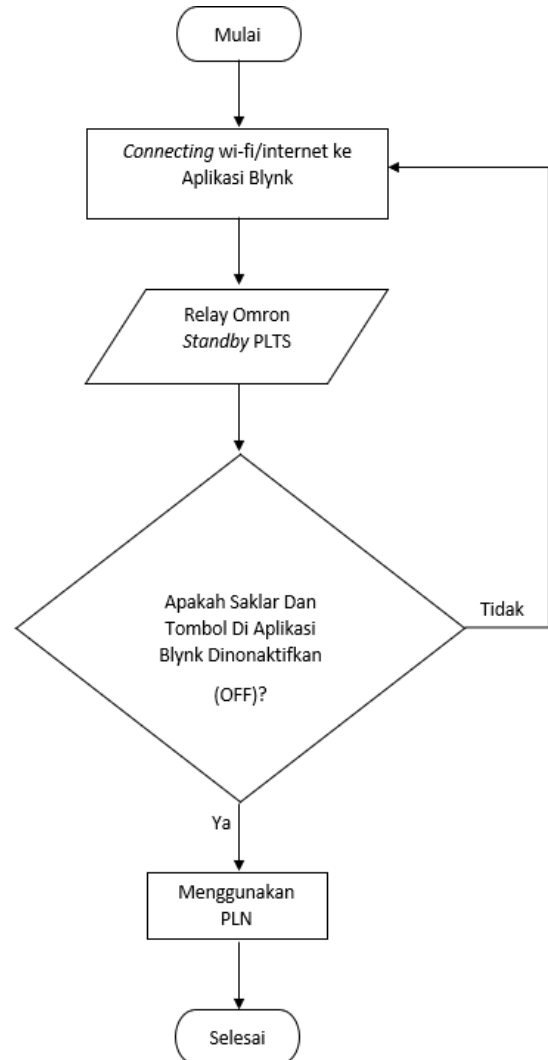 Mulai
Connecting wi-fi/internet ke
Aplikasi Blynk
Relay Omron
Standby PLTS
Apakah Saklar Dan
Tombol Di Aplikasi
Blynk Dinonaktifkan
(OFF)?
Tidak
Ya
Menggunakan
PLN
Selesai